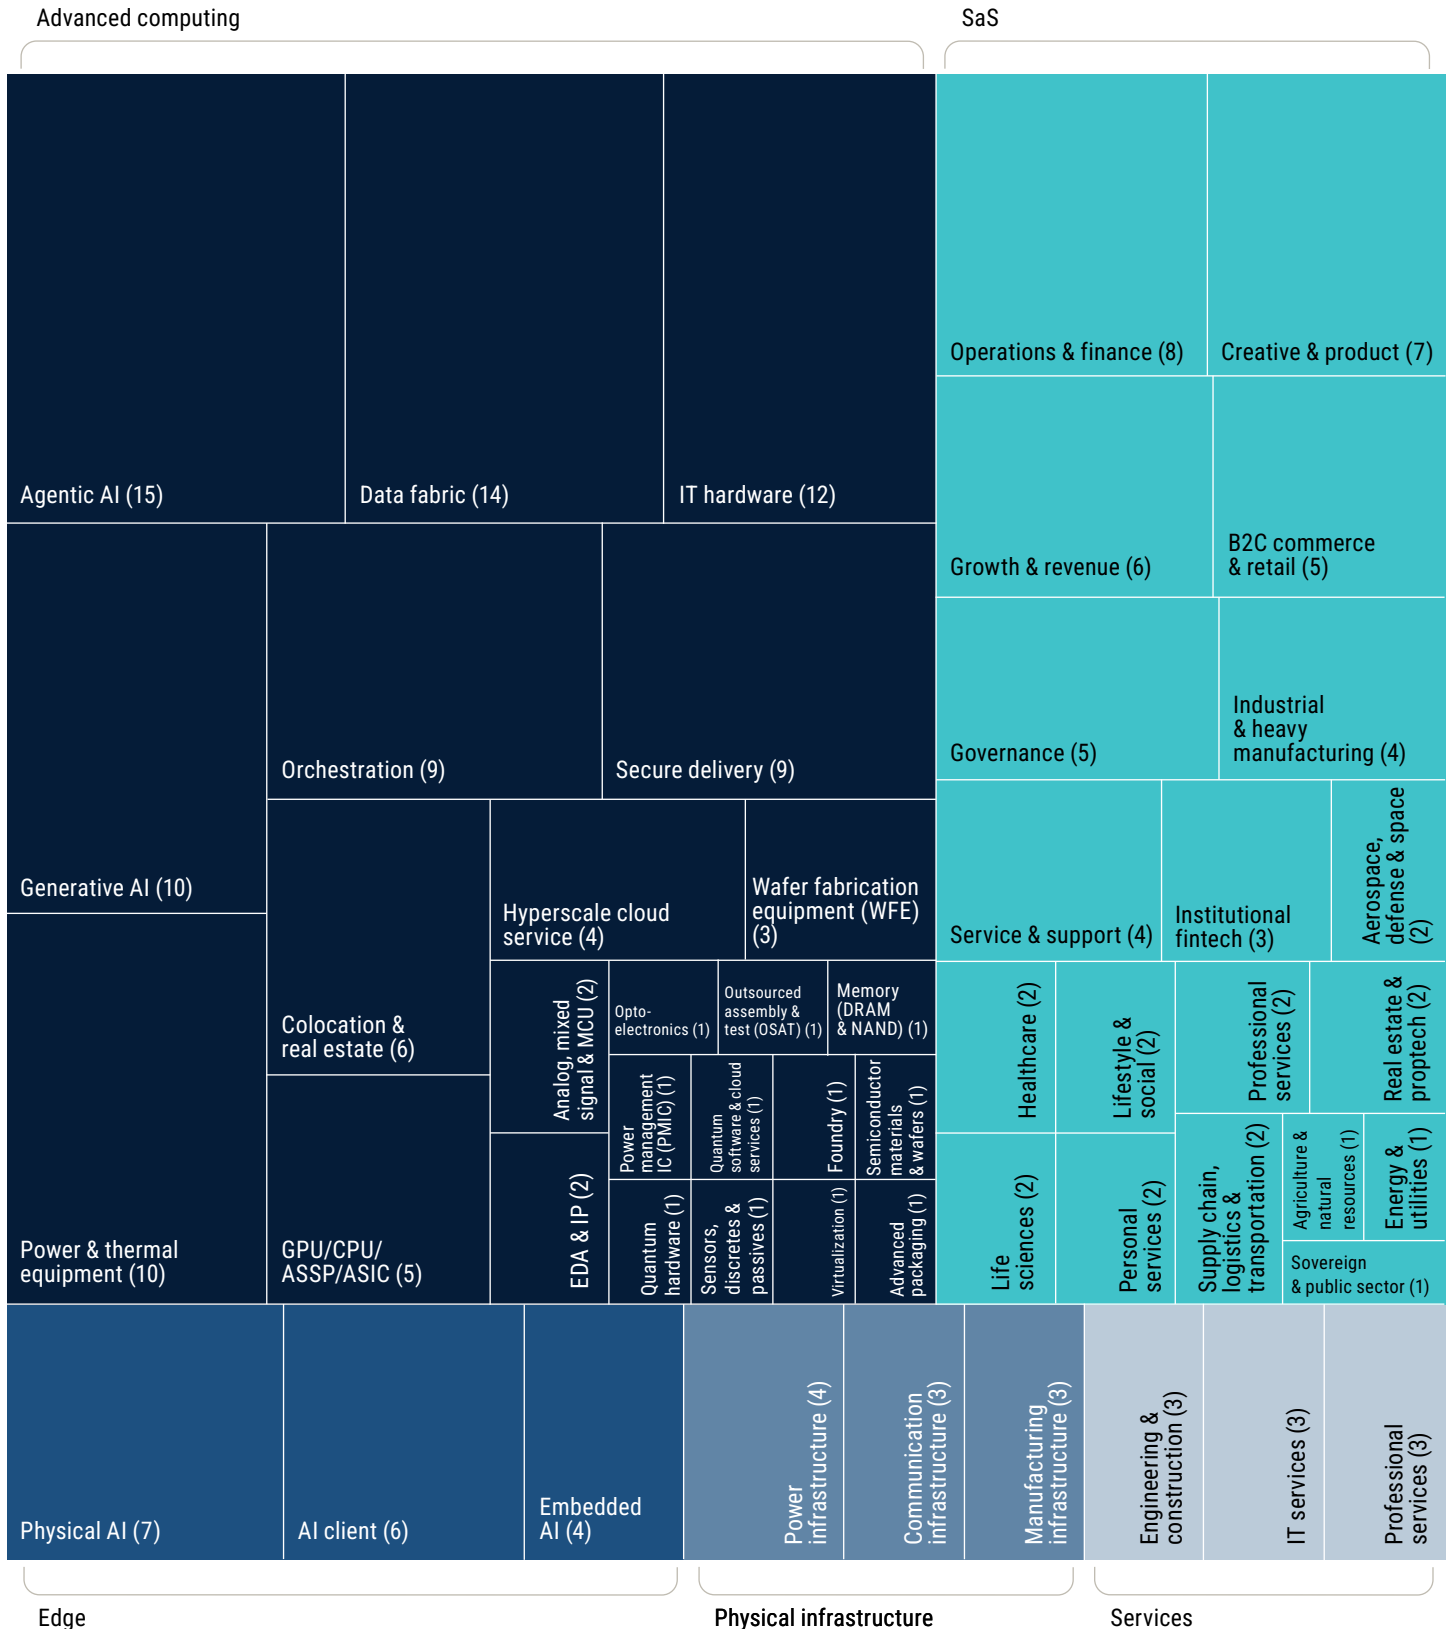 Advanced computing
SaS
Agentic AI (15)
Data fabric (14)
IT hardware (12)
Operations & finance (8)
Creative & product (7)
Growth & revenue (6)
B2C commerce
& retail (5)
Generative AI (10)
Orchestration (9)
Secure delivery (9)
Governance (5)
Industrial
& heavy
manufacturing (4)
Power & thermal
equipment (10)
Colocation &
real estate (6)
GPU/CPU/
ASSP/ASIC (5)
Hyperscale cloud
service (4)
Wafer fabrication
equipment (WFE)
(3)
Service & support (4)
Institutional
fintech (3)
Aerospace,
defense & space
(2)
Analog, mixed
signal & MCU (2)
EDA & IP (2)
Opto-
electronics (1)
Outsourced
assembly &
test (OSAT) (1)
Memory
(DRAM
& NAND) (1)
Power
management
IC (PMIC) (1)
Quantum
software & cloud
services (1)
Foundry (1)
Semiconductor
materials
& wafers (1)
Quantum
hardware (1)
Sensors,
discretes &
passives (1)
Virtualization (1)
Advanced
packaging (1)
Healthcare (2)
Lifestyle &
social (2)
Professional
services (2)
Real estate &
proptech (2)
Life
sciences (2)
Personal
services (2)
Supply chain,
logistics &
transportation (2)
Agriculture &
natural
resources (1)
Energy &
utilities (1)
Sovereign
& public sector (1)
Physical AI (7)
AI client (6)
Embedded
AI (4)
Power
infrastructure (4)
Communication
infrastructure (3)
Manufacturing
infrastructure (3)
Engineering &
construction (3)
IT services (3)
Professional
services (3)
Edge
Physical infrastructure
Services